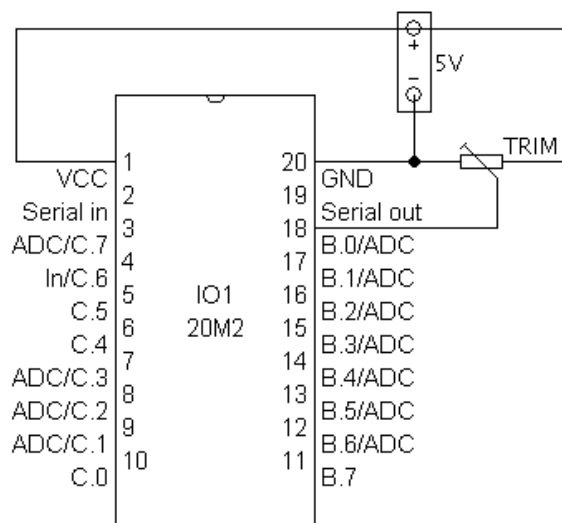 +
5V
−
TRIM
1 20
VCC GND
2 19
Serial in Serial out
3 18
ADC/C.7 B.0/ADC
4 17
In/C.6 B.1/ADC
5 IO1 16
C.5 B.2/ADC
6 20M2 15
C.4 B.3/ADC
7 14
ADC/C.3 B.4/ADC
8 13
ADC/C.2 B.5/ADC
9 12
ADC/C.1 B.6/ADC
10 11
C.0 B.7